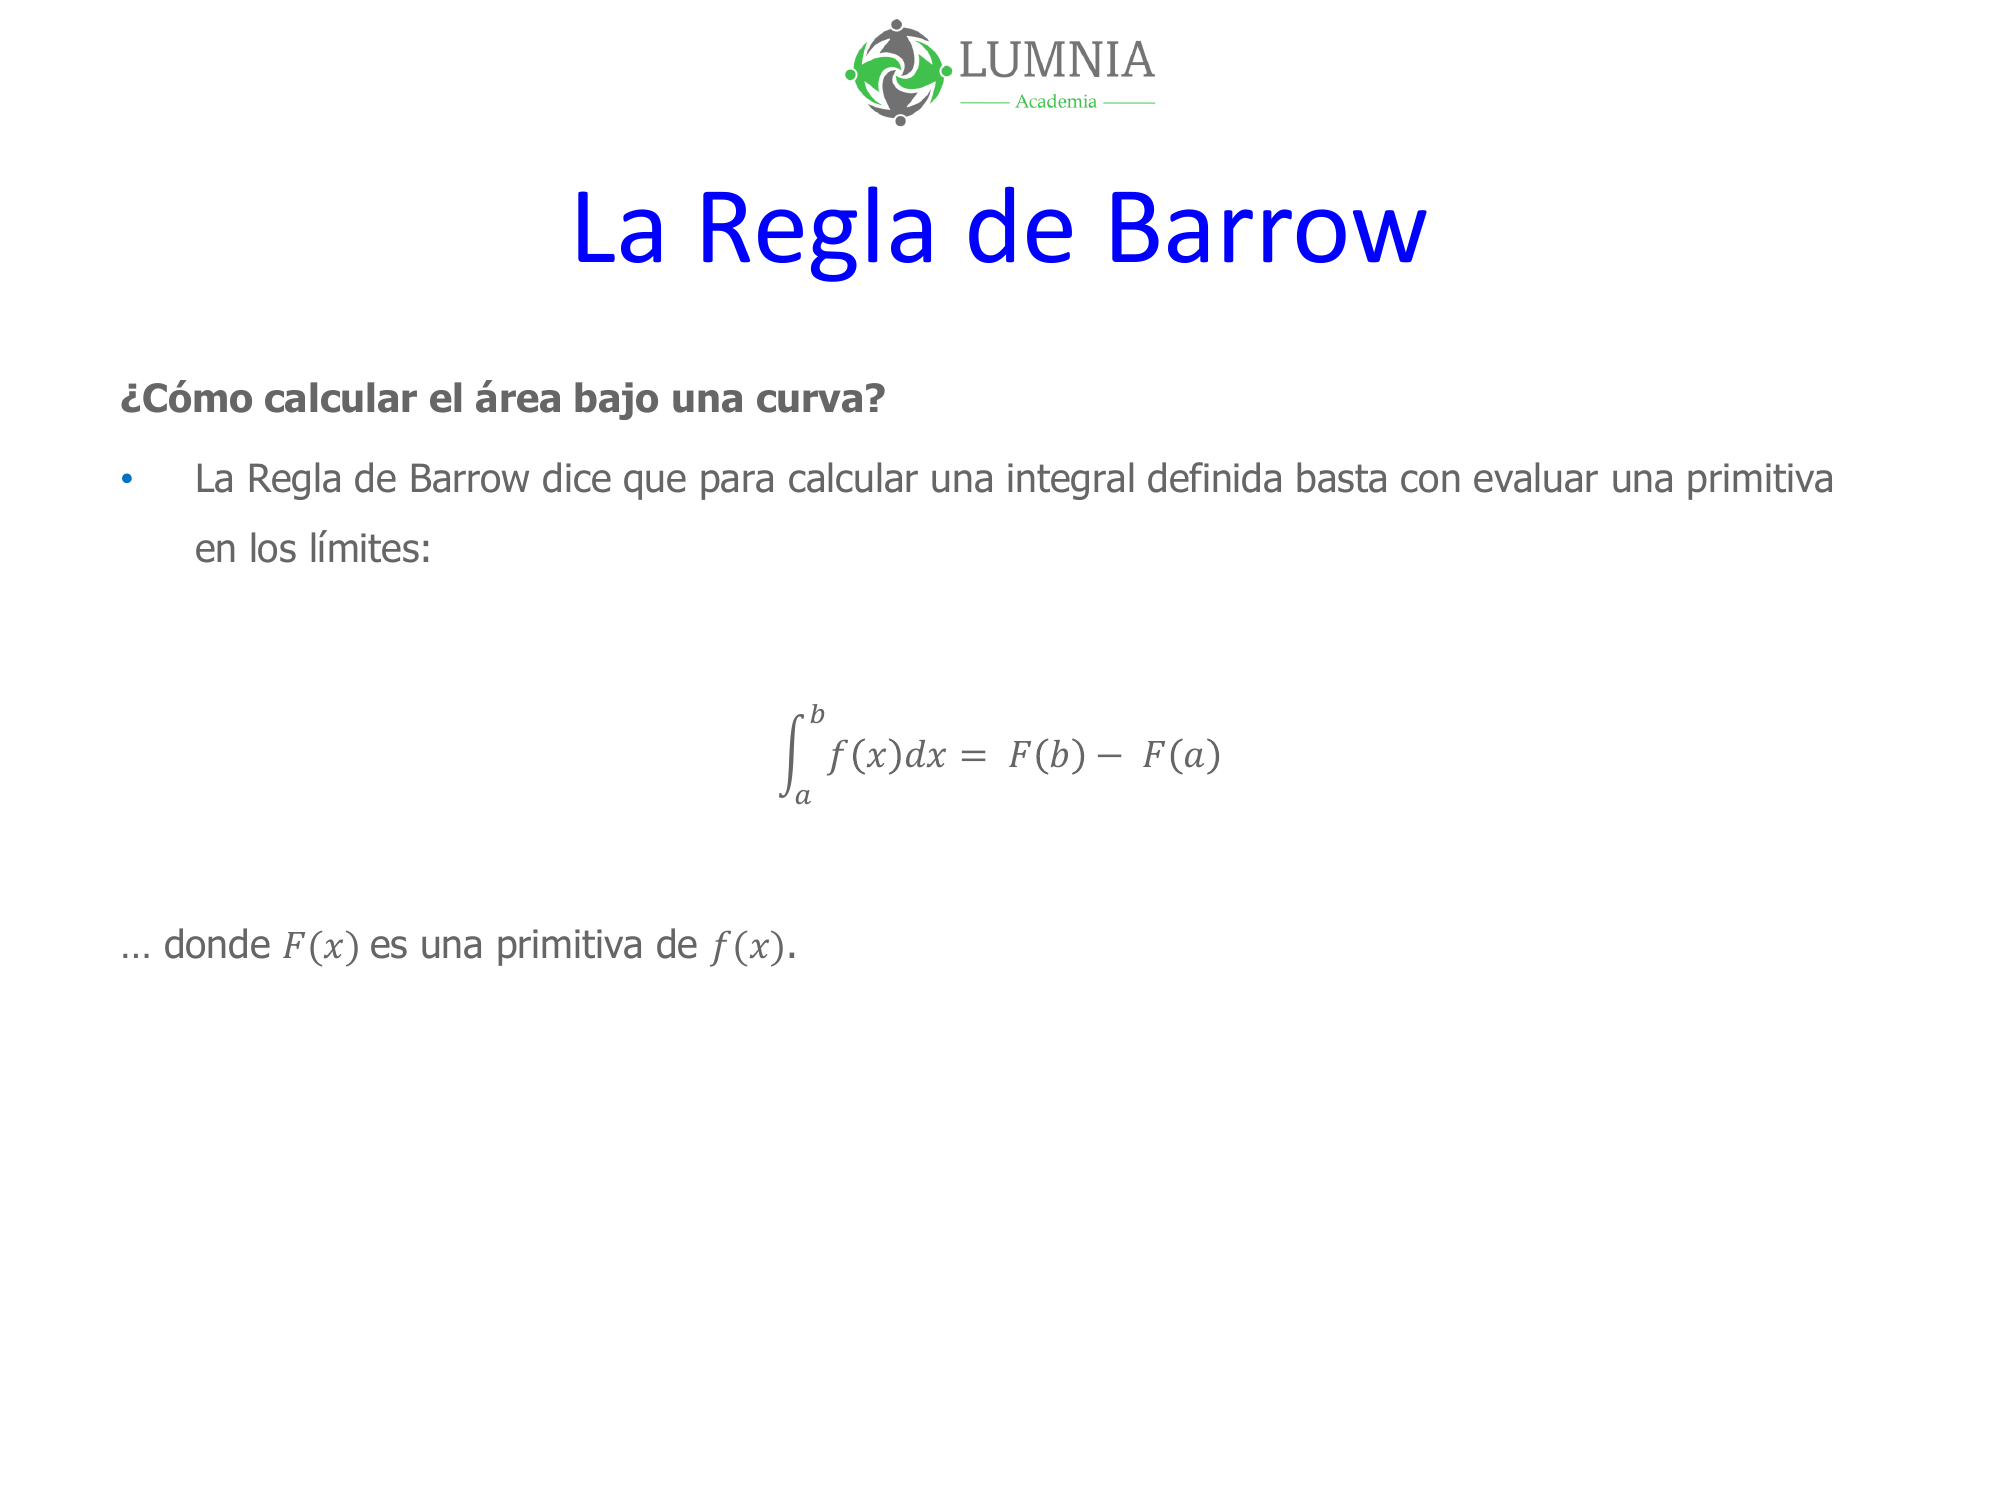 LUMNIA
Academia
La Regla de Barrow
¿Cómo calcular el área bajo una curva?
• La Regla de Barrow dice que para calcular una integral definida basta con evaluar una primitiva
en los límites:
∫_a^b f(x)dx = F(b) − F(a)
... donde F(x) es una primitiva de f(x).